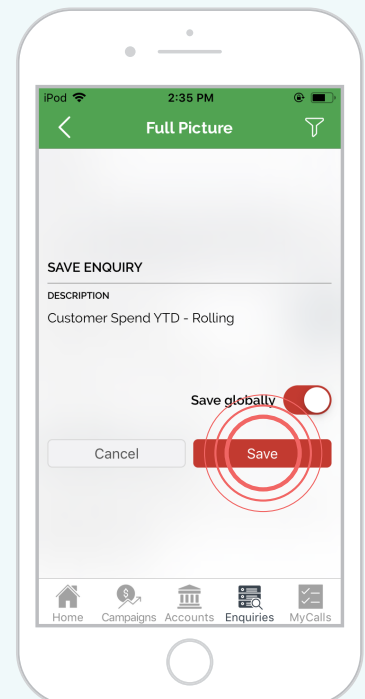 iPod 2:35 PM
Full Picture
SAVE ENQUIRY
DESCRIPTION
Customer Spend YTD - Rolling
Save globally
Cancel Save
Home Campaigns Accounts Enquiries MyCalls